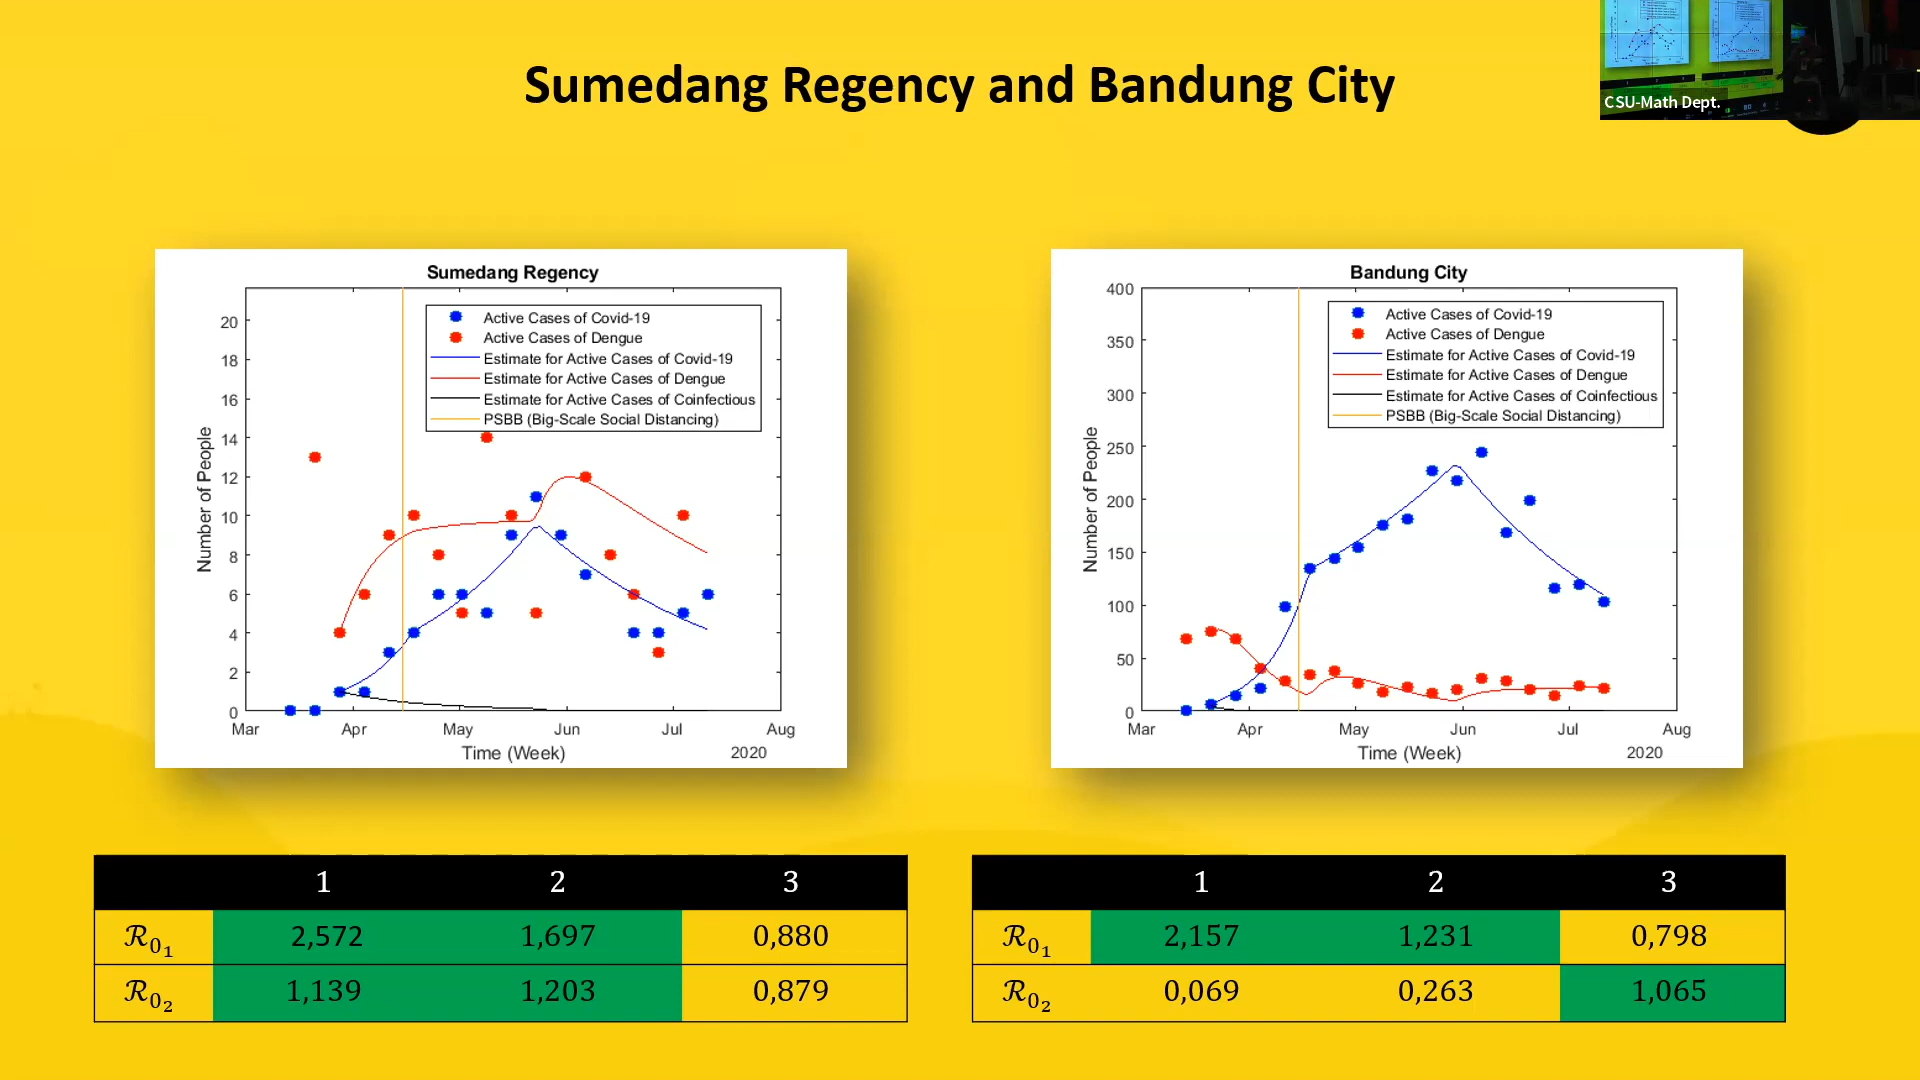 Sumedang Regency and Bandung City
CSU-Math Dept.
Sumedang Regency
Number of People
20
18
16
14
12
10
8
6
4
2
0
Active Cases of Covid-19
Active Cases of Dengue
Estimate for Active Cases of Covid-19
Estimate for Active Cases of Dengue
Estimate for Active Cases of Coinfectious
PSBB (Big-Scale Social Distancing)
Mar Apr May Jun Jul Aug
Time (Week) 2020
Bandung City
Number of People
400
350
300
250
200
150
100
50
0
Active Cases of Covid-19
Active Cases of Dengue
Estimate for Active Cases of Covid-19
Estimate for Active Cases of Dengue
Estimate for Active Cases of Coinfectious
PSBB (Big-Scale Social Distancing)
Mar Apr May Jun Jul Aug
Time (Week) 2020
1 2 3
ℛ₀₁ 2,572 1,697 0,880
ℛ₀₂ 1,139 1,203 0,879
1 2 3
ℛ₀₁ 2,157 1,231 0,798
ℛ₀₂ 0,069 0,263 1,065